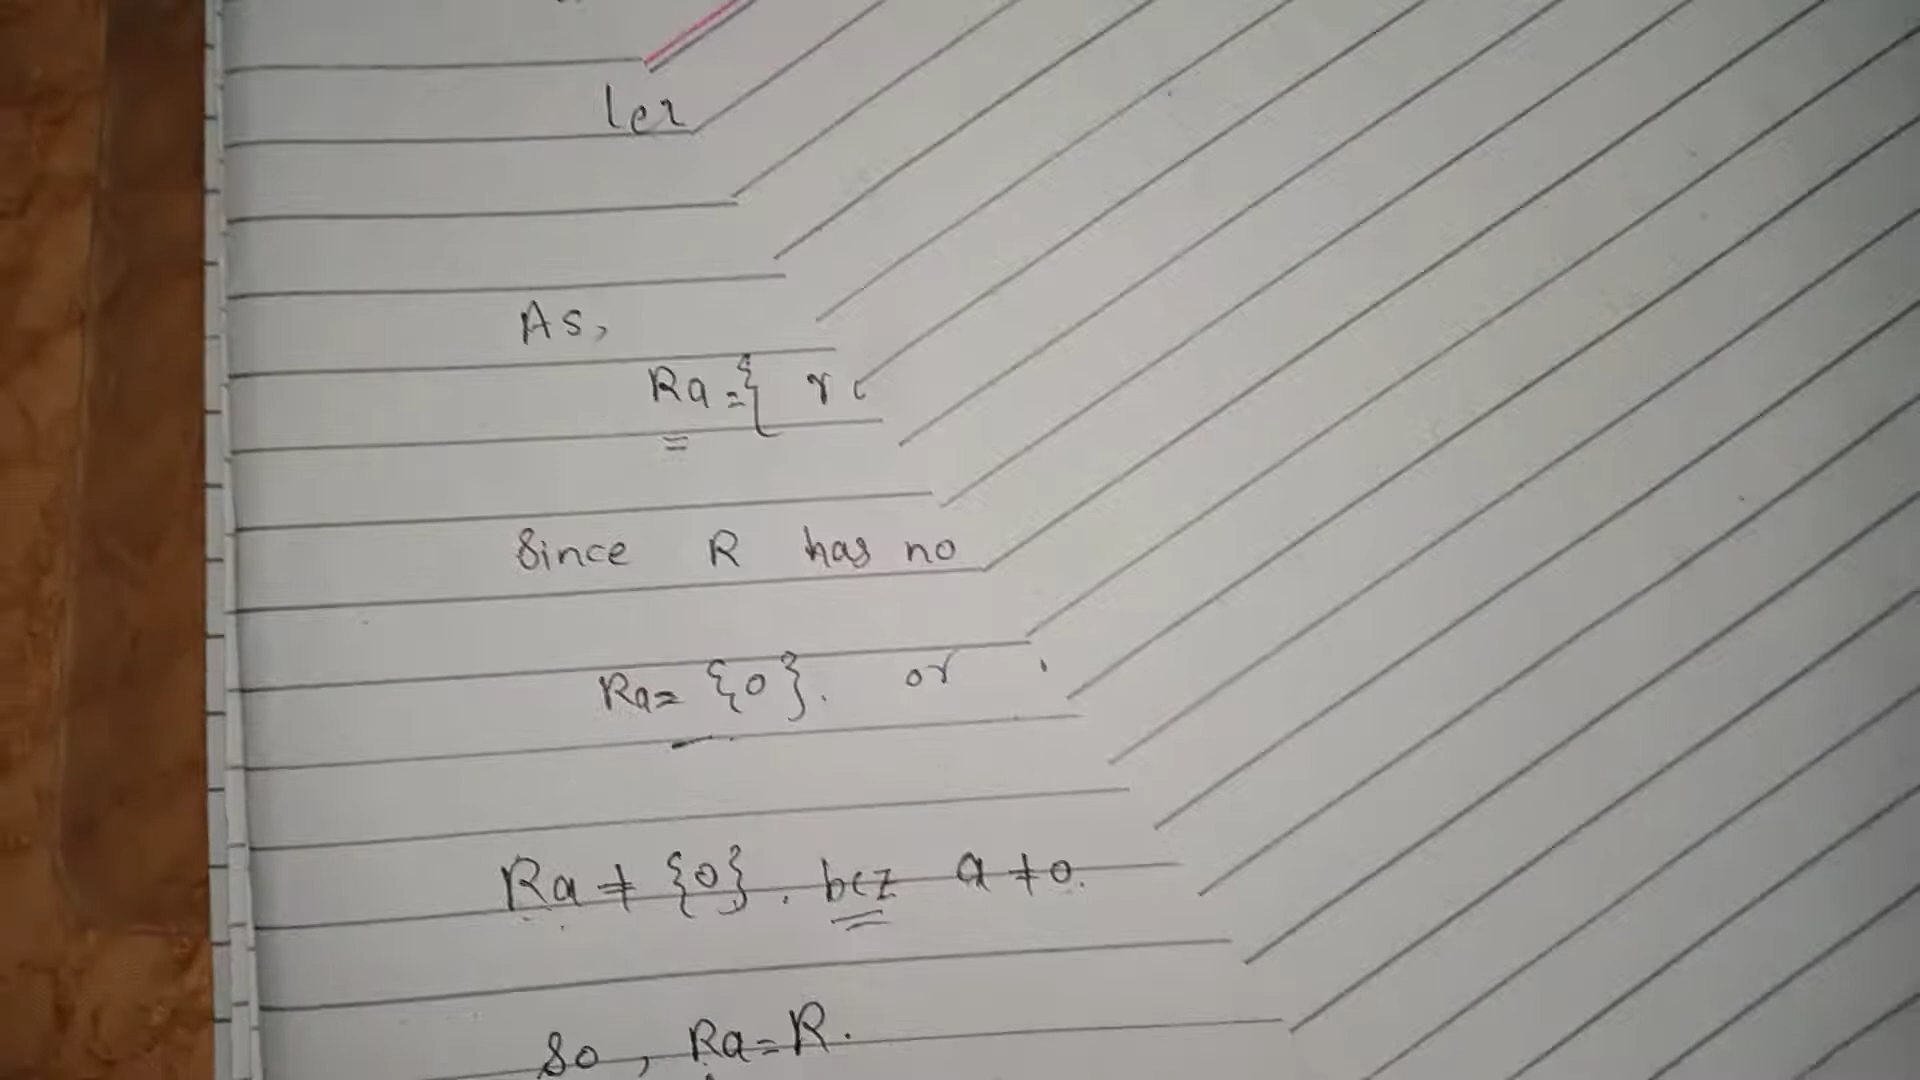 let
As,
Ra = { r
Since R has no
Ra = {0}. or
Ra ≠ {0}. bcz a ≠ 0.
So, Ra = R.